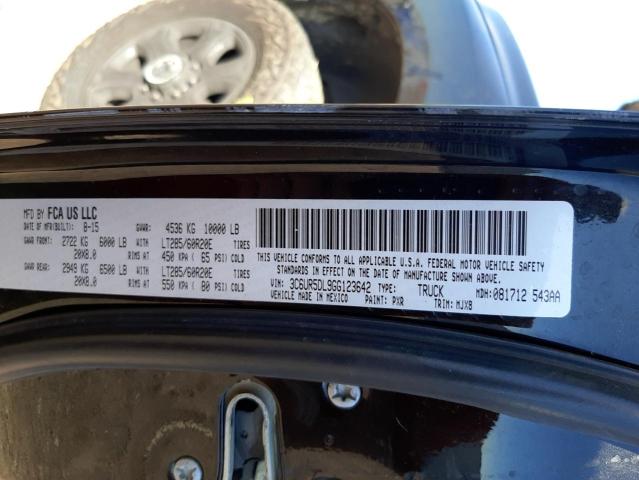 MFD BY FCA US LLC
DATE OF MFR(BUILT): 8-15 GVWR: 4536 KG 10000 LB
GAWR FRONT: 2722 KG 6000 LB WITH LT285/60R20E TIRES
20X8.0 RIMS AT 450 KPA ( 65 PSI) COLD
GAWR REAR: 2949 KG 6500 LB WITH LT285/60R20E TIRES
20X8.0 RIMS AT 550 KPA ( 80 PSI) COLD
THIS VEHICLE CONFORMS TO ALL APPLICABLE U.S.A. FEDERAL MOTOR VEHICLE SAFETY
STANDARDS IN EFFECT ON THE DATE OF MANUFACTURE SHOWN ABOVE.
VIN: 3C6UR5DL9GG123642 TYPE: TRUCK MDH: 081712 543AA
VEHICLE MADE IN MEXICO PAINT: PXR TRIM: MJX8